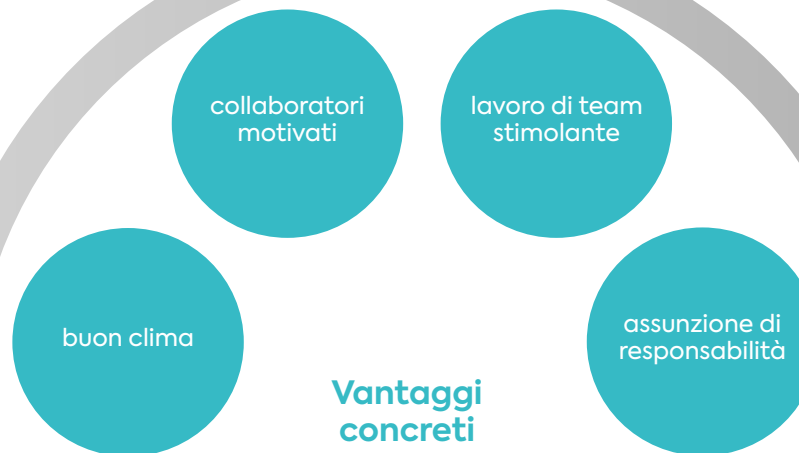 collaboratori
motivati
lavoro di team
stimolante
buon clima
assunzione di
responsabilità
Vantaggi
concreti